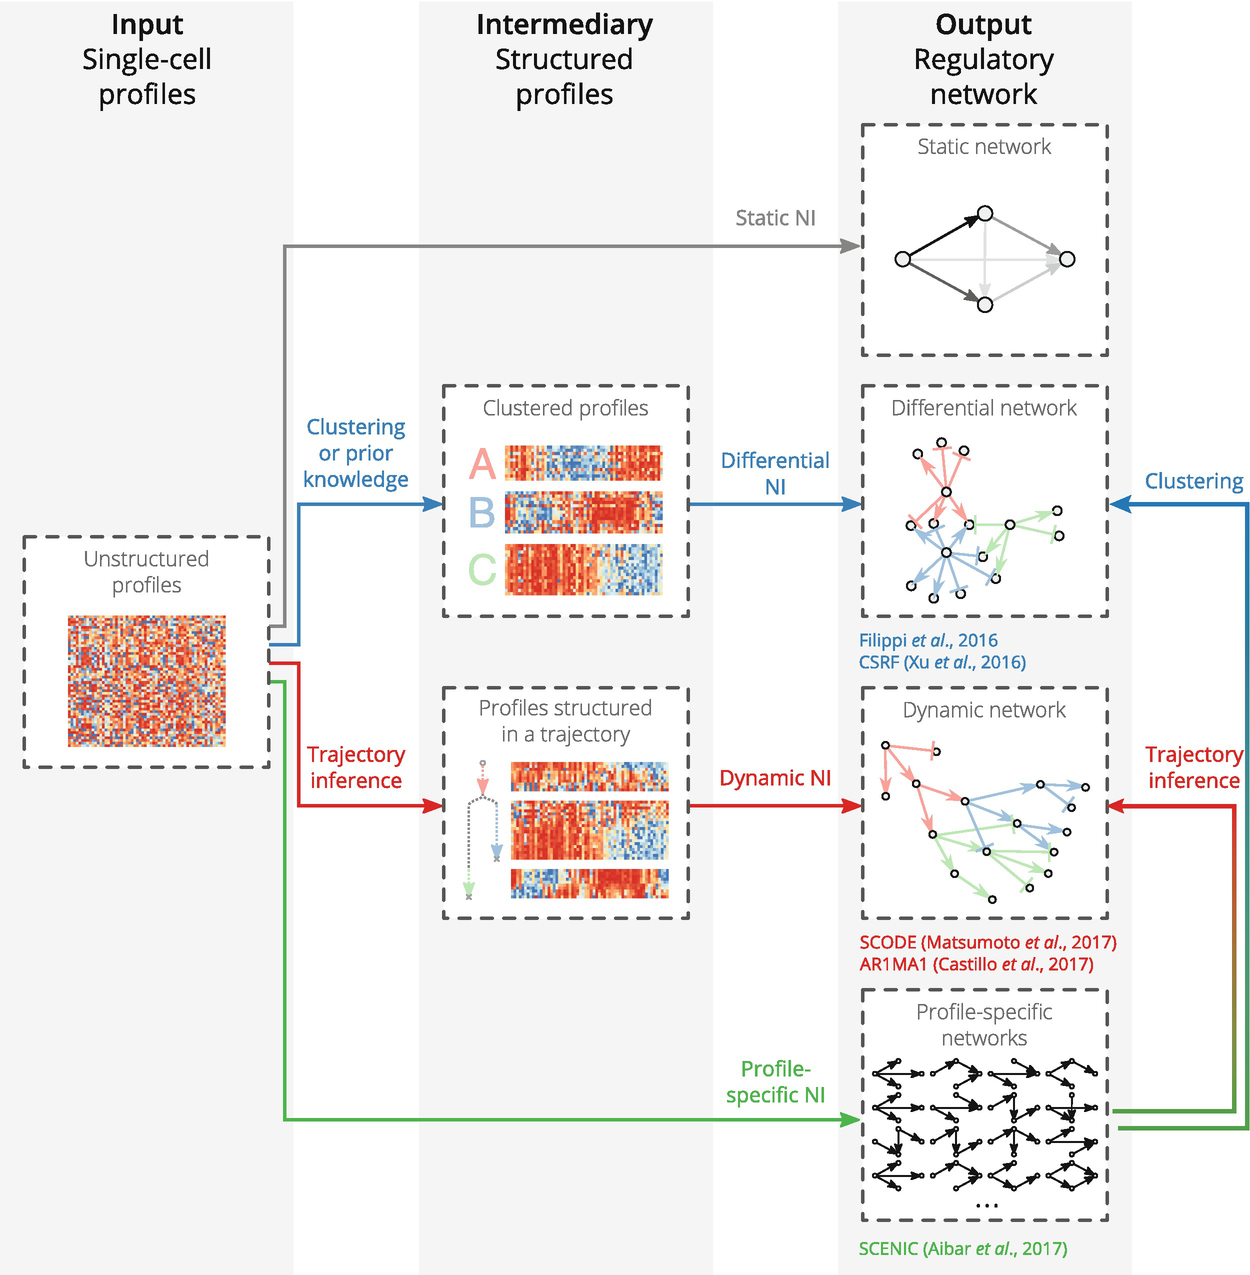 Input
Single-cell
profiles
Intermediary
Structured
profiles
Output
Regulatory
network
Static network
Static NI
Clustering
or prior
knowledge
Clustered profiles
A
B
C
Differential
NI
Differential network
Clustering
Filippi et al., 2016
CSRF (Xu et al., 2016)
Unstructured
profiles
Trajectory
inference
Profiles structured
in a trajectory
Dynamic NI
Dynamic network
Trajectory
inference
SCODE (Matsumoto et al., 2017)
AR1MA1 (Castillo et al., 2017)
Profile-
specific NI
Profile-specific
networks
...
SCENIC (Aibar et al., 2017)